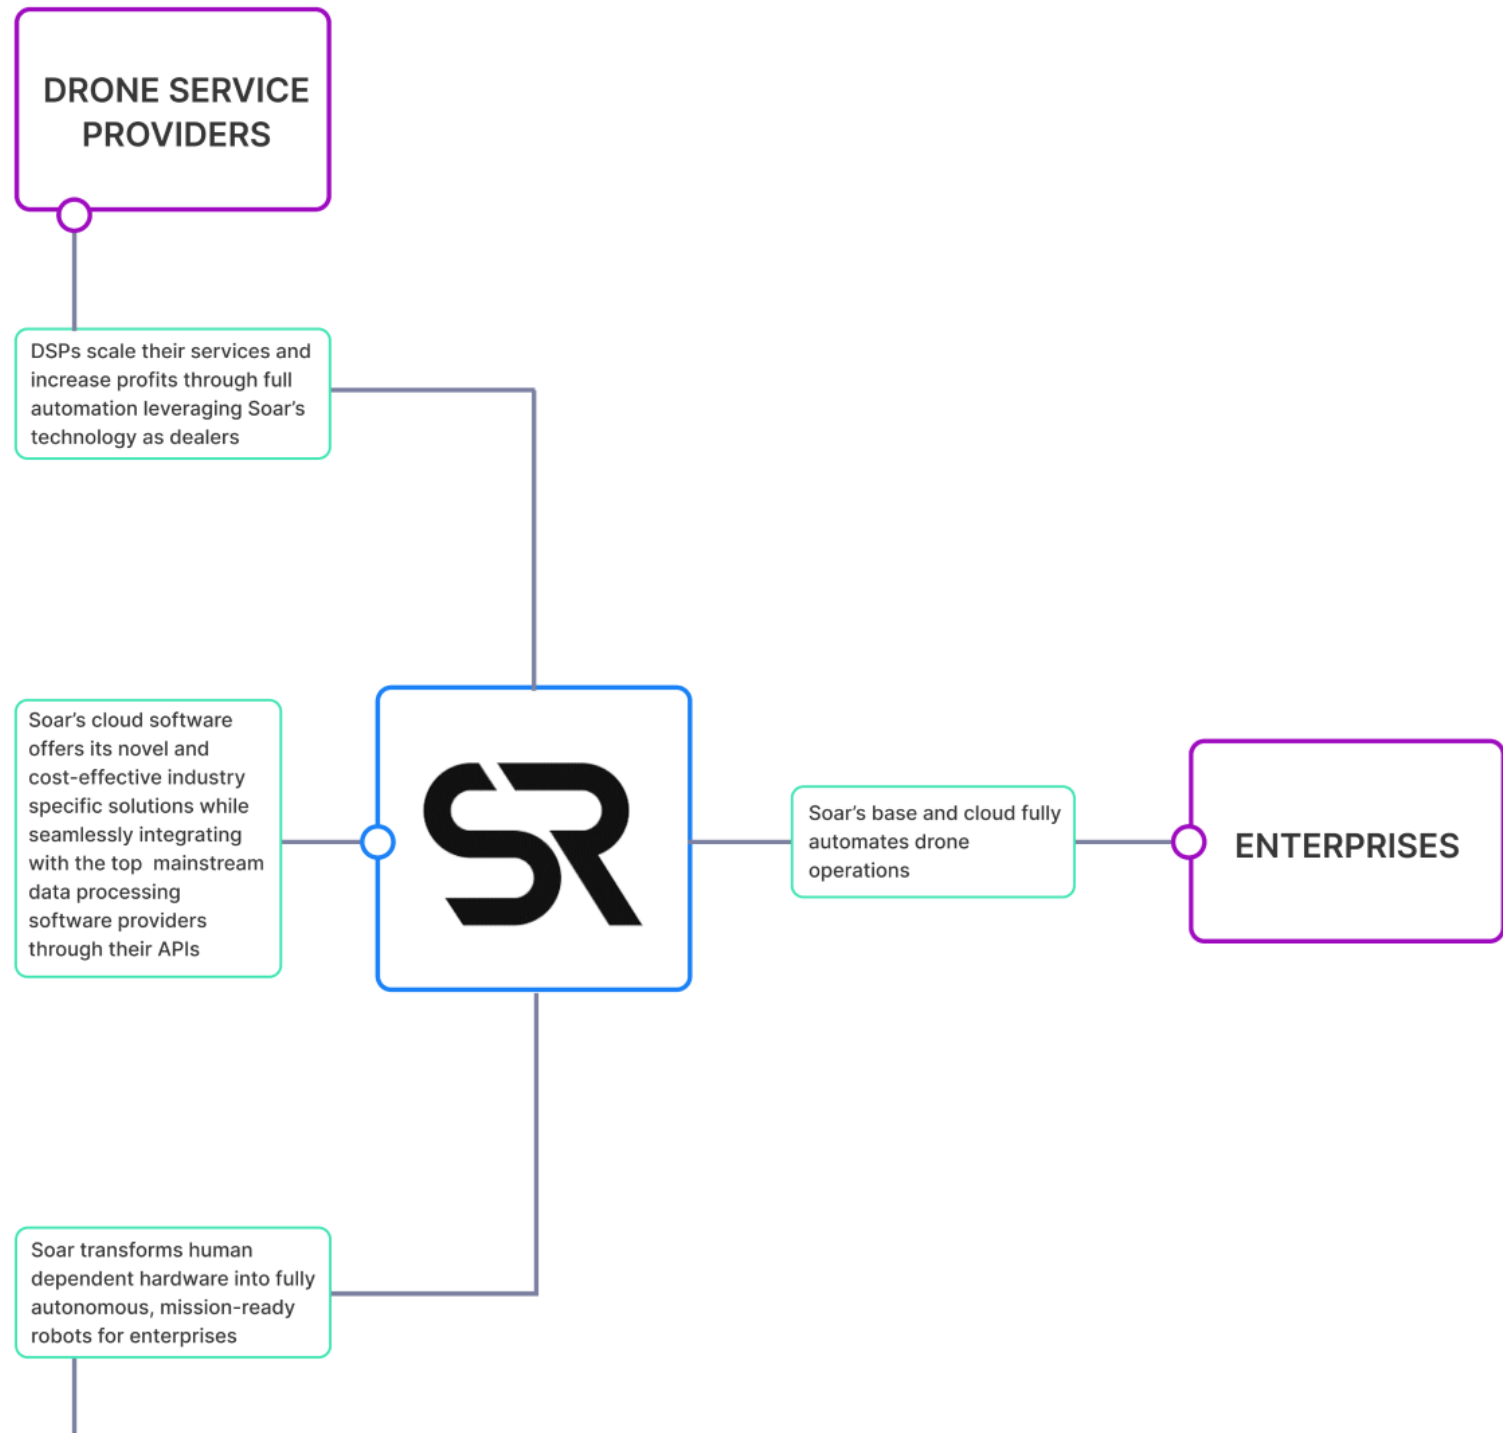 DRONE SERVICE
PROVIDERS
DSPs scale their services and
increase profits through full
automation leveraging Soar’s
technology as dealers
Soar’s cloud software
offers its novel and
cost-effective industry
specific solutions while
seamlessly integrating
with the top  mainstream
data processing
software providers
through their APIs
SR
Soar’s base and cloud fully
automates drone
operations
ENTERPRISES
Soar transforms human
dependent hardware into fully
autonomous, mission-ready
robots for enterprises